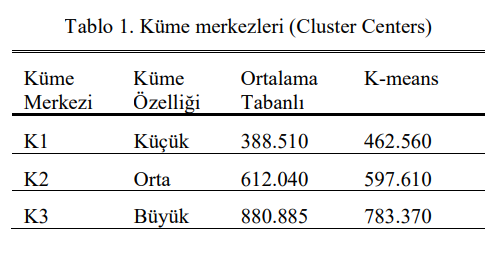 Tablo 1. Küme merkezleri (Cluster Centers)
Küme Merkezi Küme Özelliği Ortalama Tabanlı K-means
K1 Küçük 388.510 462.560
K2 Orta 612.040 597.610
K3 Büyük 880.885 783.370